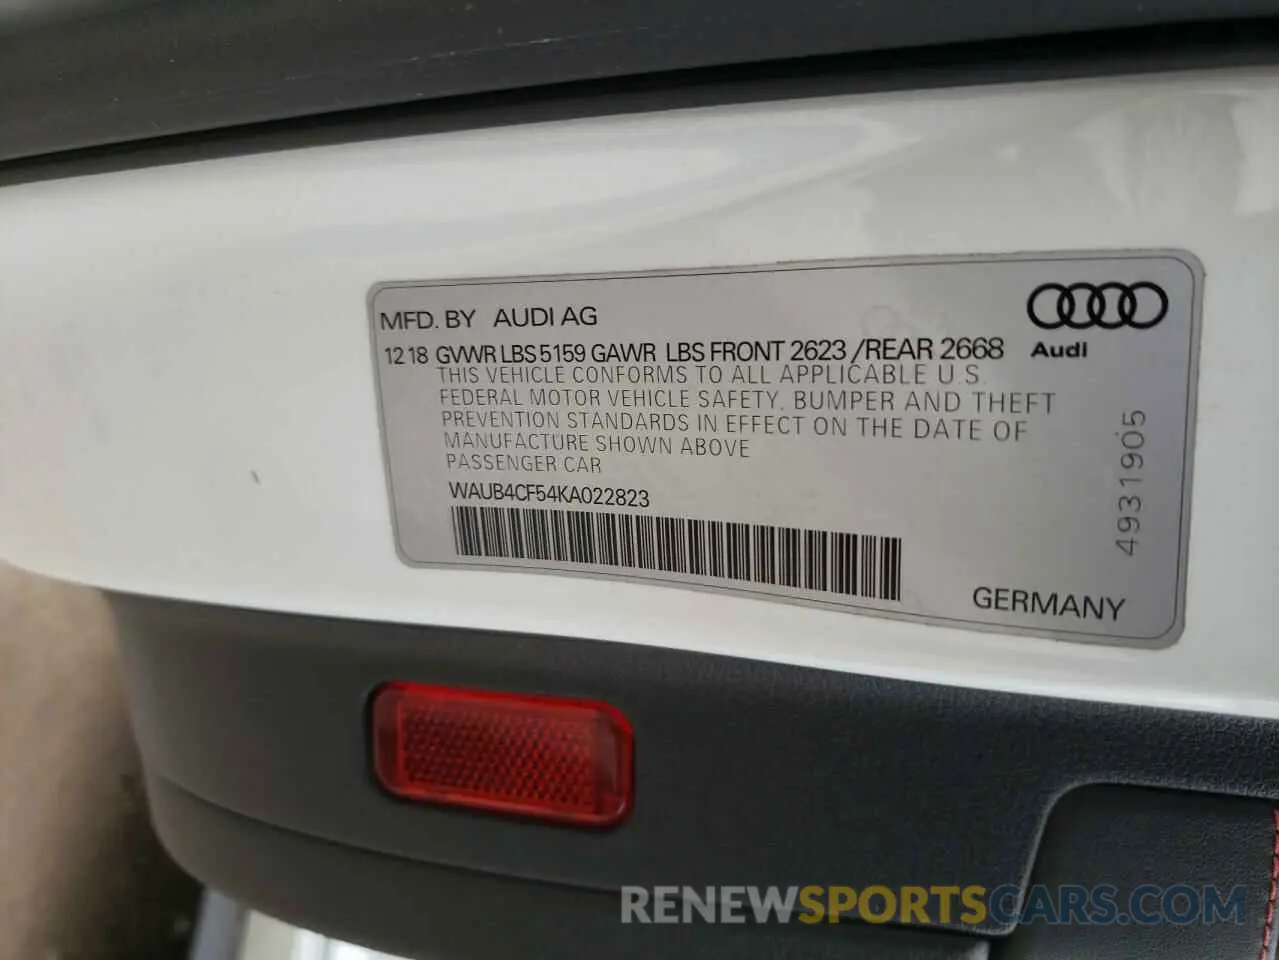 MFD. BY AUDI AG
12 18 GVWR LBS 5159 GAWR LBS FRONT 2623 /REAR 2668
Audi
THIS VEHICLE CONFORMS TO ALL APPLICABLE U.S.
FEDERAL MOTOR VEHICLE SAFETY, BUMPER AND THEFT
PREVENTION STANDARDS IN EFFECT ON THE DATE OF
MANUFACTURE SHOWN ABOVE
PASSENGER CAR
WAUB4CF54KA022823
4931905
GERMANY
RENEWSPORTSCARS.COM